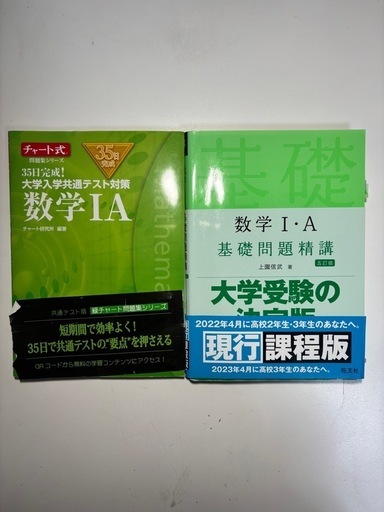 チャート式®
問題集シリーズ
35日
完成
35日完成!
大学入学共通テスト対策
数学ⅠA
チャート研究所 編著
共通テスト版 緑チャート問題集シリーズ
短期間で効率よく!
35日で共通テストの“要点”を押さえる
QRコードから無料の学習コンテンツにアクセス!
基礎
数学Ⅰ・A
基礎問題精講
五訂版
上園信武 著
大学受験の
決定版
2022年4月に高校2年生・3年生のあなたへ。
現行課程版
2023年4月に高校3年生のあなたへ。
旺文社